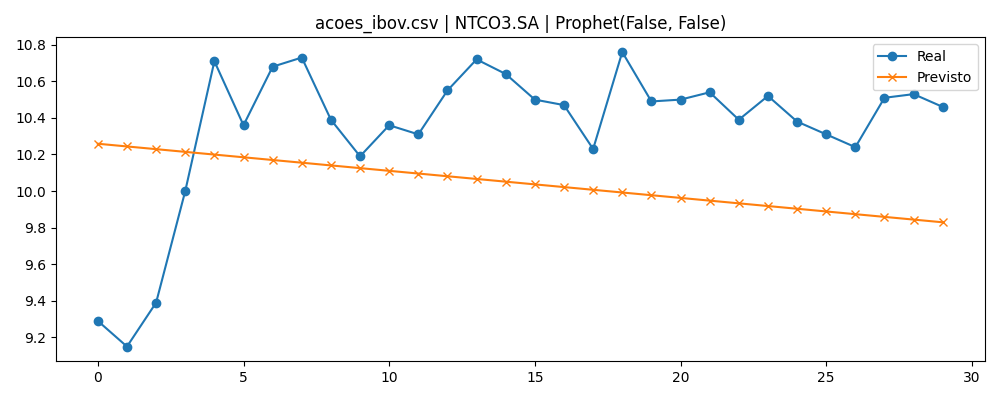 acoes_ibov.csv | NTCO3.SA | Prophet(False, False)
Real
Previsto
10.8
10.6
10.4
10.2
10.0
9.8
9.6
9.4
9.2
0 5 10 15 20 25 30